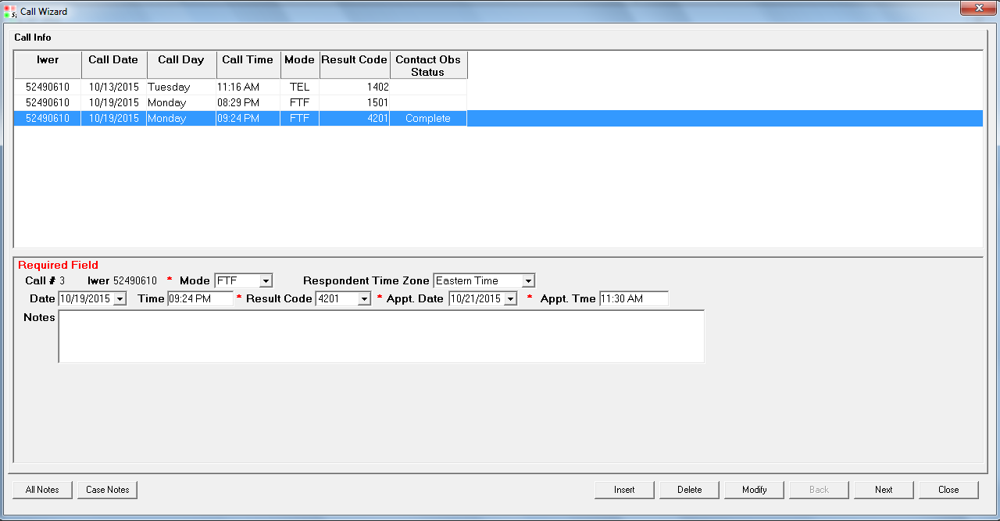 Call Wizard
Call Info
Iwer Call Date Call Day Call Time Mode Result Code Contact Obs Status
52490610 10/13/2015 Tuesday 11:16 AM TEL 1402
52490610 10/19/2015 Monday 08:29 PM FTF 1501
52490610 10/19/2015 Monday 09:24 PM FTF 4201 Complete
Required Field
Call # 3 Iwer 52490610 * Mode FTF Respondent Time Zone Eastern Time
Date 10/19/2015 Time 09:24 PM * Result Code 4201 * Appt. Date 10/21/2015 * Appt. Tme 11:30 AM
Notes
All Notes Case Notes Insert Delete Modify Back Next Close